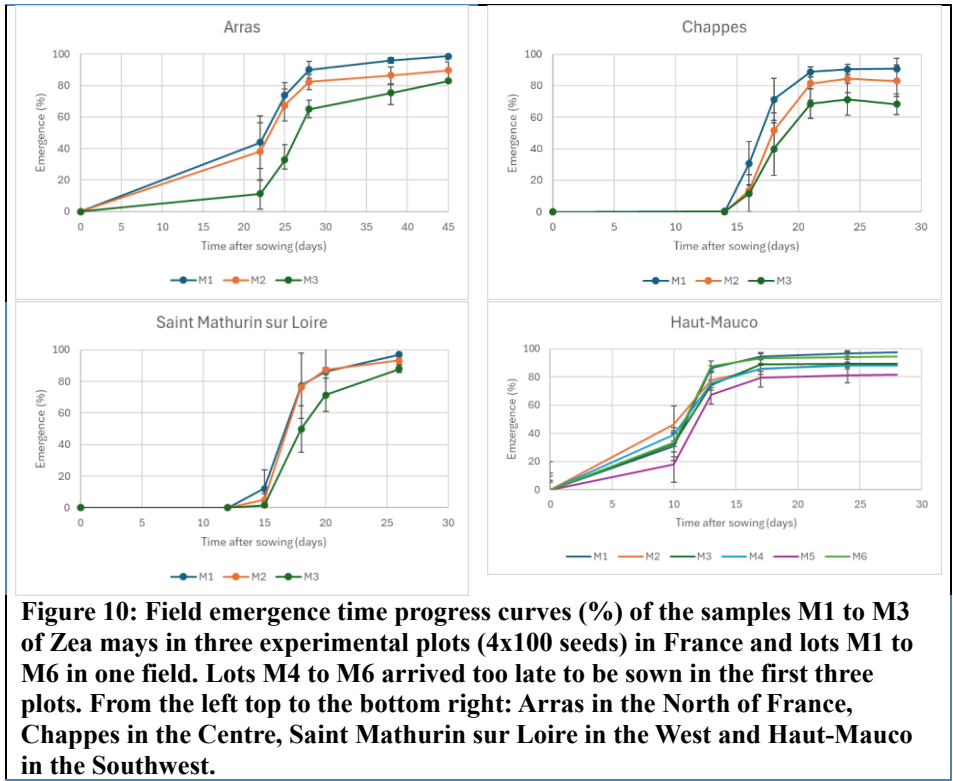 Arras
100
80
60
40
20
0
Emergence (%)
0 5 10 15 20 25 30 35 40 45
Time after sowing (days)
M1 M2 M3
Chappes
100
80
60
40
20
0
Emergence (%)
0 5 10 15 20 25 30
Time after sowing (days)
M1 M2 M3
Saint Mathurin sur Loire
100
80
60
40
20
0
Emergence (%)
0 5 10 15 20 25 30
Time after sowing (days)
M1 M2 M3
Haut-Mauco
100
80
60
40
20
0
Emzergence (%)
0 5 10 15 20 25 30
Time after sowing (days)
M1 M2 M3 M4 M5 M6
Figure 10: Field emergence time progress curves (%) of the samples M1 to M3
of Zea mays in three experimental plots (4x100 seeds) in France and lots M1 to
M6 in one field. Lots M4 to M6 arrived too late to be sown in the first three
plots. From the left top to the bottom right: Arras in the North of France,
Chappes in the Centre, Saint Mathurin sur Loire in the West and Haut-Mauco
in the Southwest.